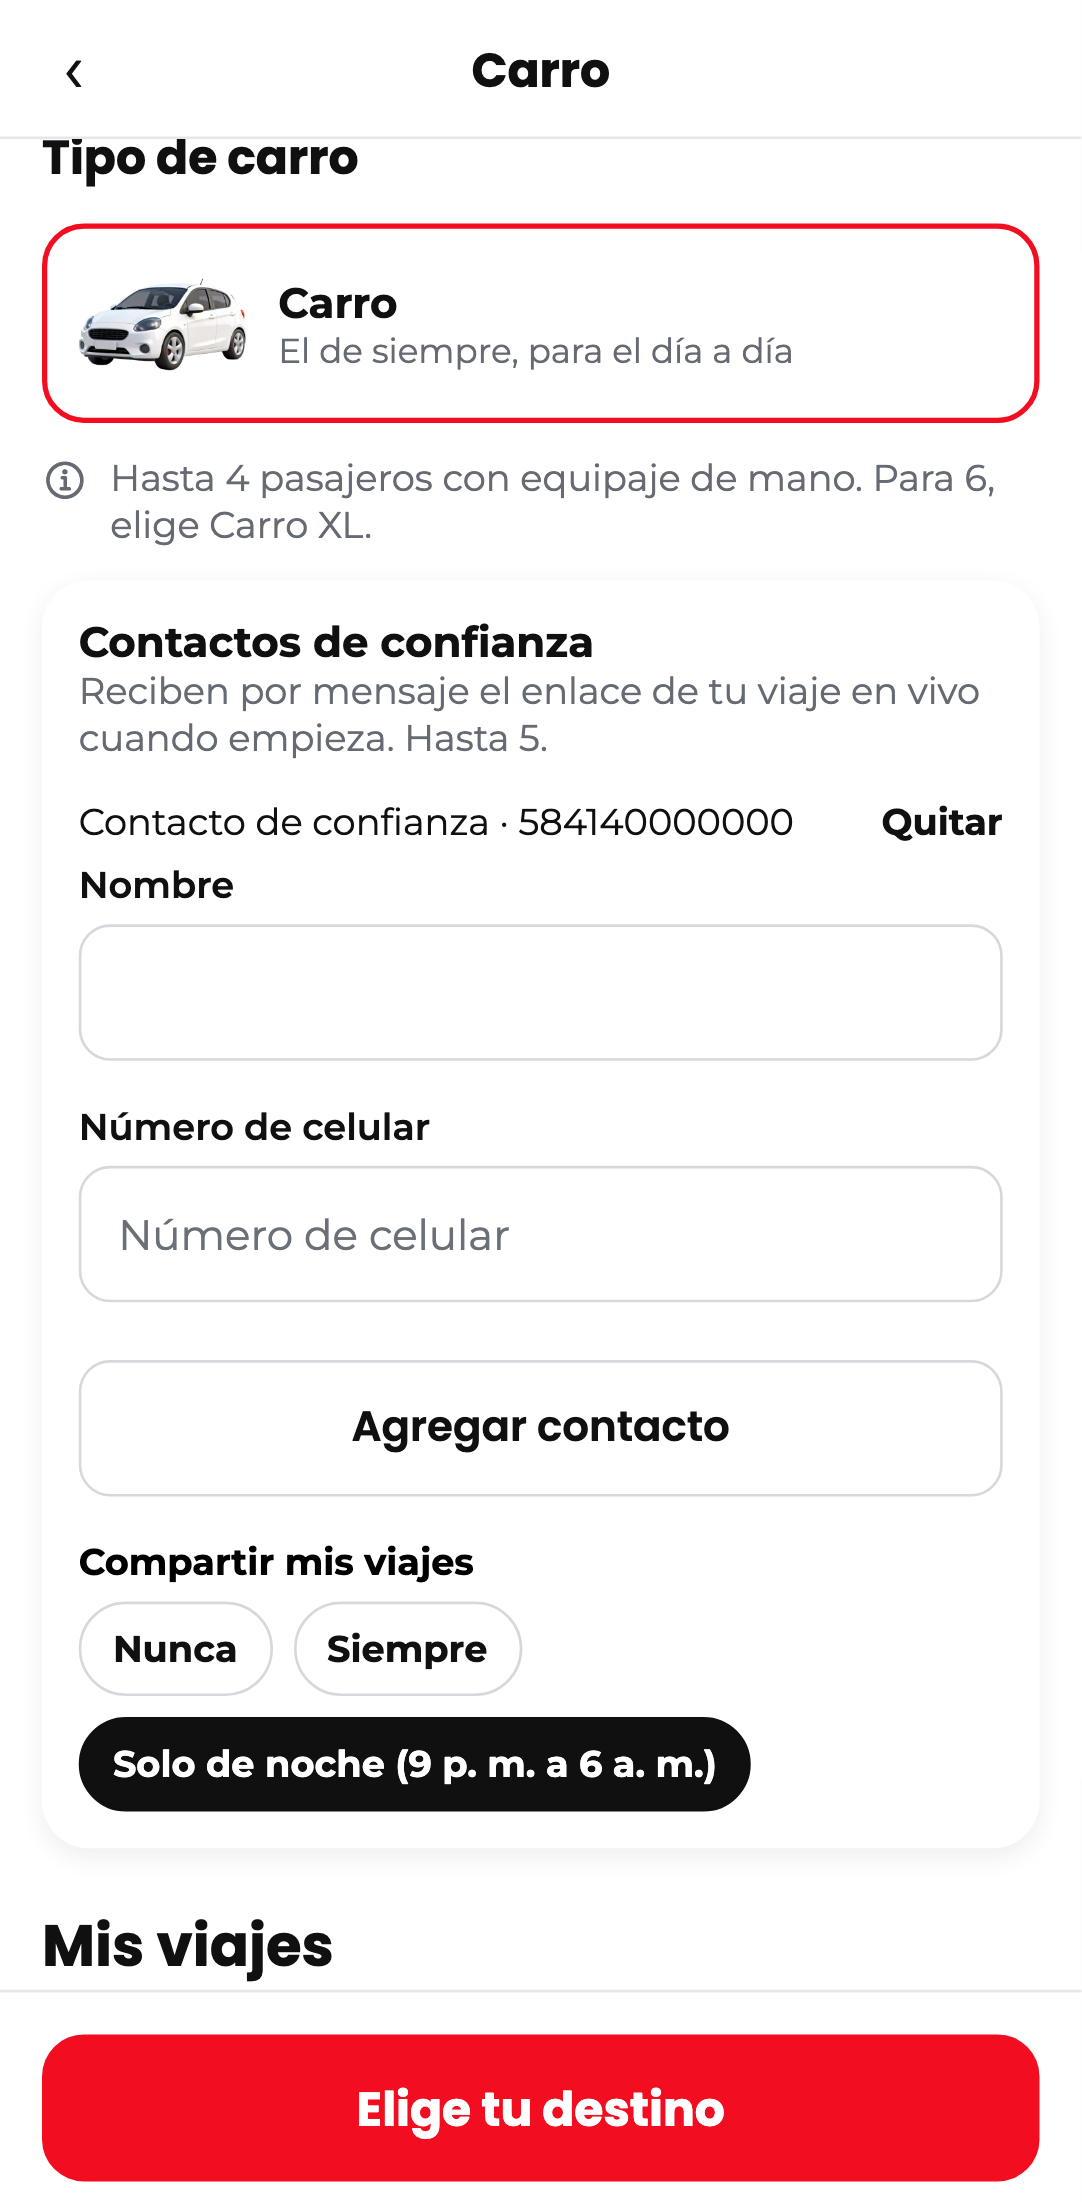 Carro
Tipo de carro
Carro
El de siempre, para el día a día
Hasta 4 pasajeros con equipaje de mano. Para 6,
elige Carro XL.
Contactos de confianza
Reciben por mensaje el enlace de tu viaje en vivo
cuando empieza. Hasta 5.
Contacto de confianza · 584140000000 Quitar
Nombre
Número de celular
Número de celular
Agregar contacto
Compartir mis viajes
Nunca Siempre
Solo de noche (9 p. m. a 6 a. m.)
Mis viajes
Elige tu destino